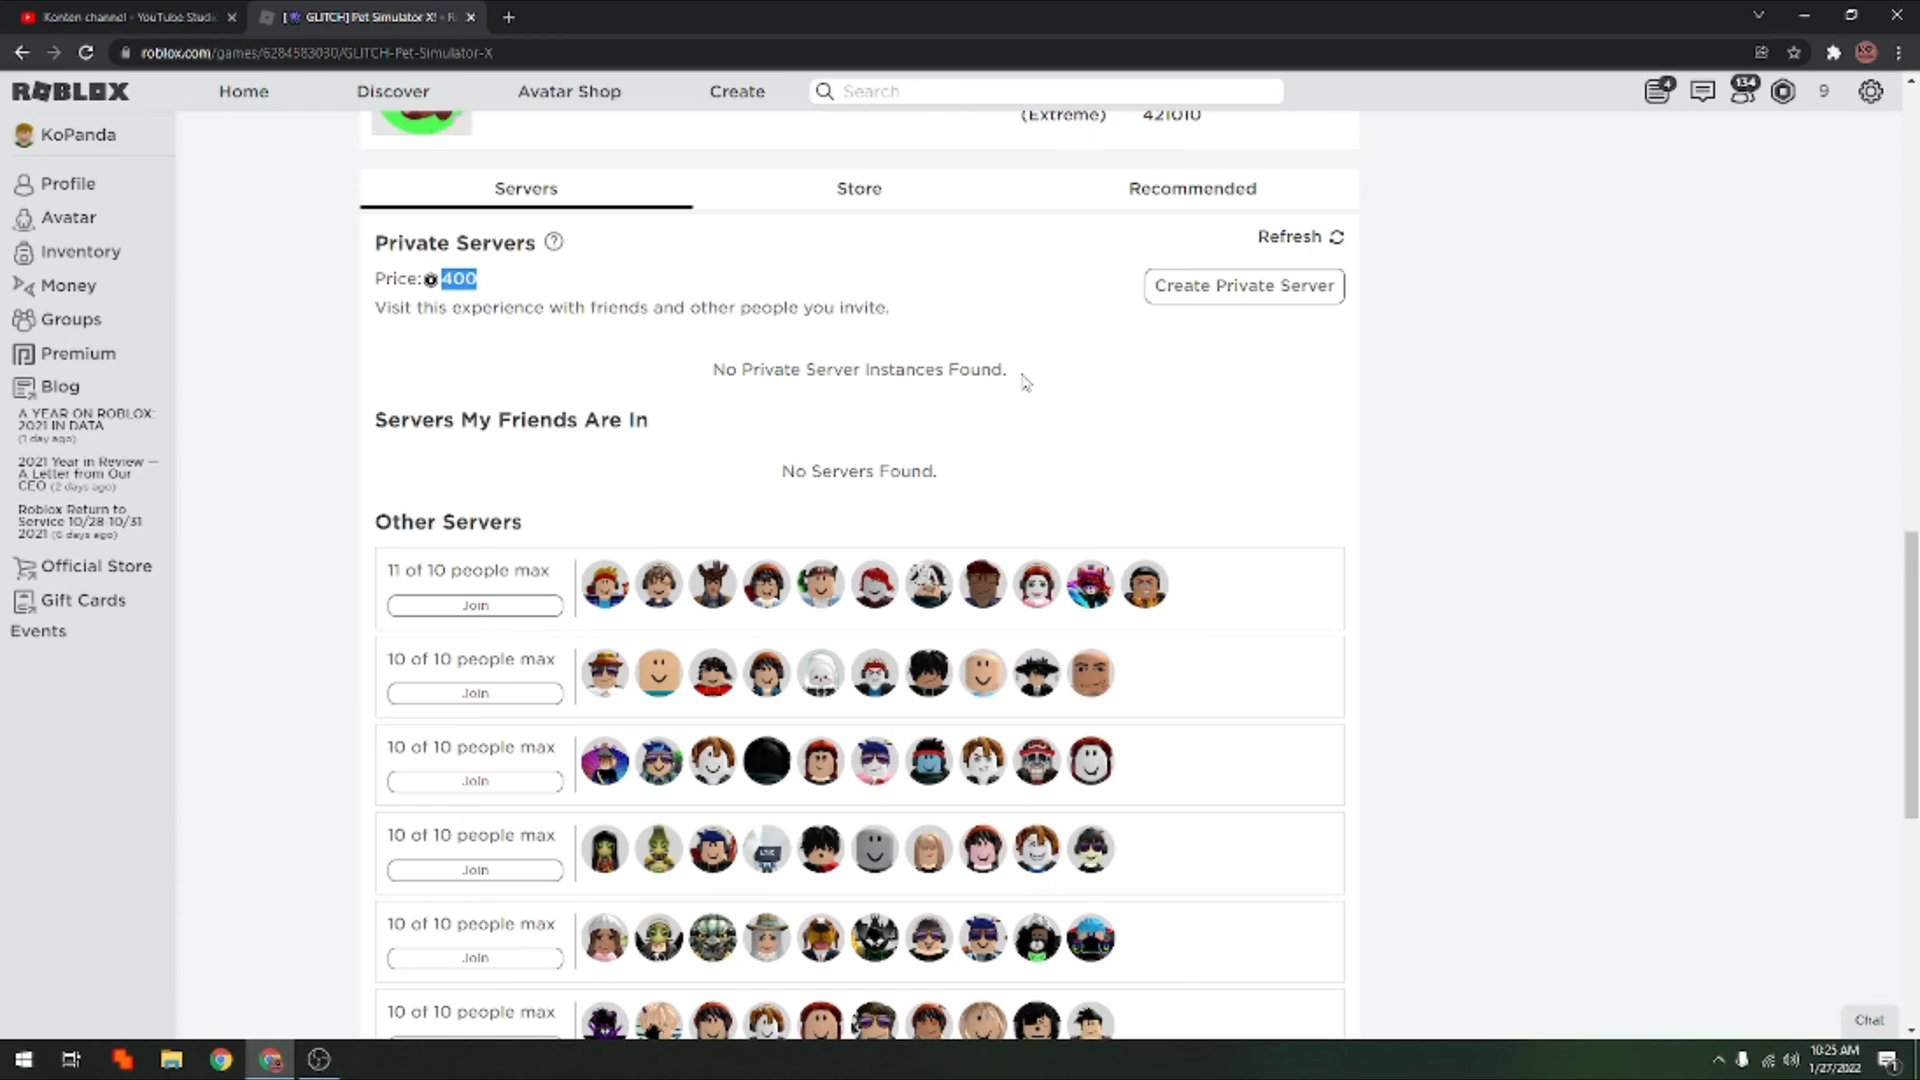 Konten channel - YouTube Studio
[ GLITCH] Pet Simulator X! - R
roblox.com/games/6284583030/GLITCH-Pet-Simulator-X
ROBLOX
Home
Discover
Avatar Shop
Create
Search
4
134
9
KoPanda
Profile
Avatar
Inventory
Money
Groups
Premium
Blog
A YEAR ON ROBLOX:
2021 IN DATA
(1 day ago)
2021 Year in Review —
A Letter from Our
CEO (2 days ago)
Roblox Return to
Service 10/28-10/31
2021 (6 days ago)
Official Store
Gift Cards
Events
(Extreme)
421010
Servers
Store
Recommended
Private Servers
Refresh
Price: 400
Create Private Server
Visit this experience with friends and other people you invite.
No Private Server Instances Found.
Servers My Friends Are In
No Servers Found.
Other Servers
11 of 10 people max
Join
10 of 10 people max
Join
10 of 10 people max
Join
10 of 10 people max
Join
10 of 10 people max
Join
10 of 10 people max
Chat
10:25 AM
1/27/2022
1